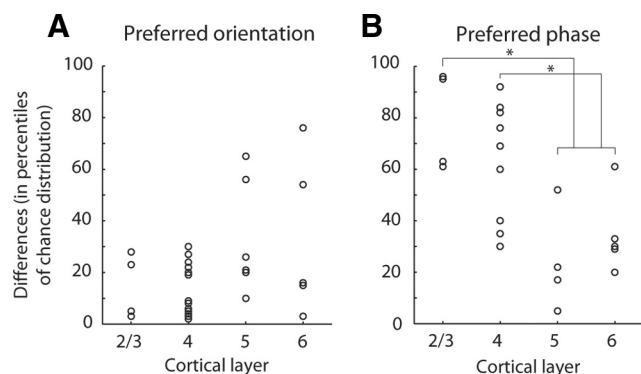 A
Preferred orientation
Differences (in percentiles
of chance distribution)
100
80
60
40
20
0
2/3 4 5 6
Cortical layer
B
Preferred phase
*
*
100
80
60
40
20
0
2/3 4 5 6
Cortical layer